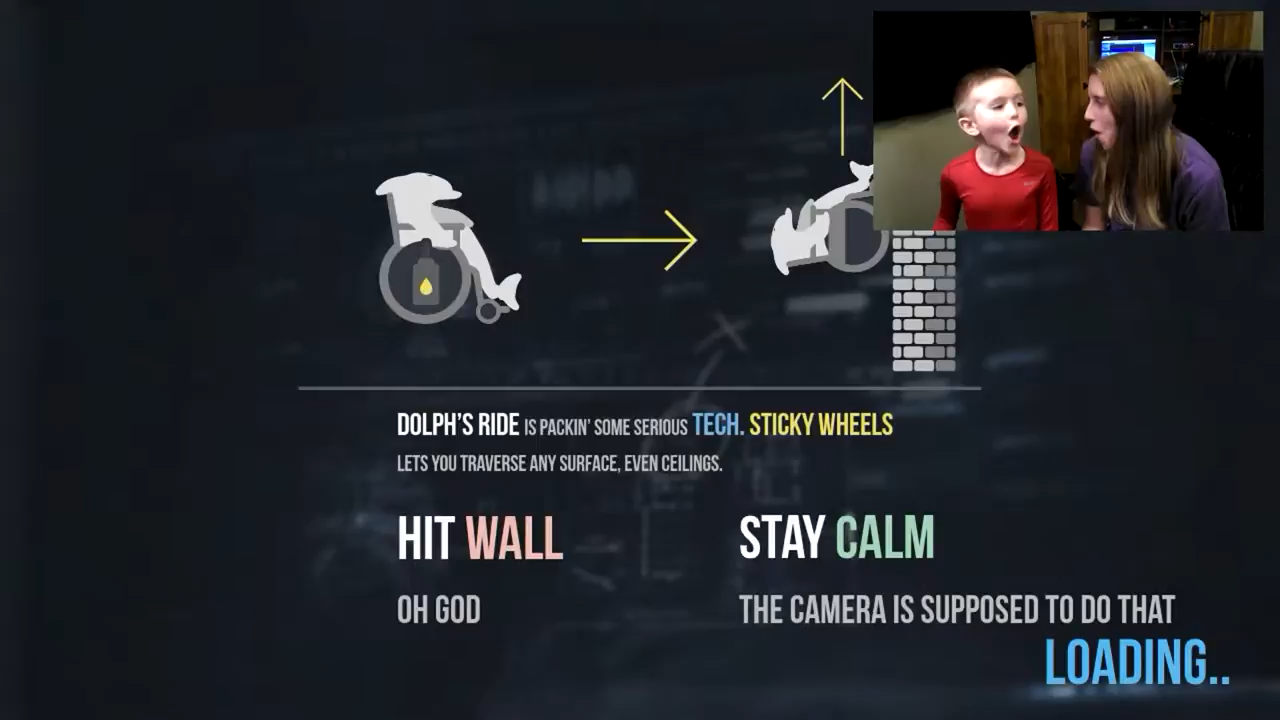 DOLPH'S RIDE IS PACKIN' SOME SERIOUS TECH. STICKY WHEELS
LETS YOU TRAVERSE ANY SURFACE, EVEN CEILINGS.
HIT WALL
STAY CALM
OH GOD
THE CAMERA IS SUPPOSED TO DO THAT
LOADING..